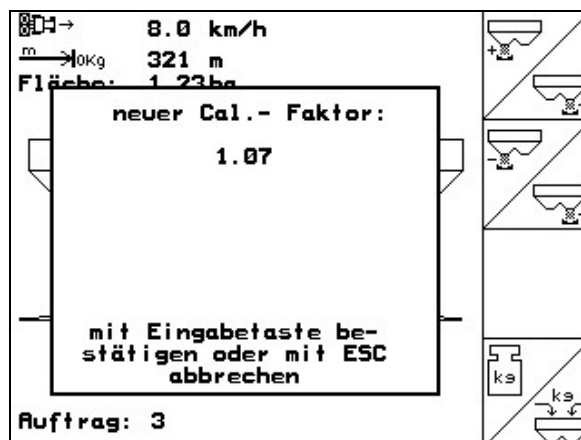 8.0 km/h
m 0Kg 321 m
Fläche: 1.23ha
neuer Cal.- Faktor:
1.07
mit Eingabetaste be-
stätigen oder mit ESC
abbrechen
Auftrag: 3
+
-
kg
kg